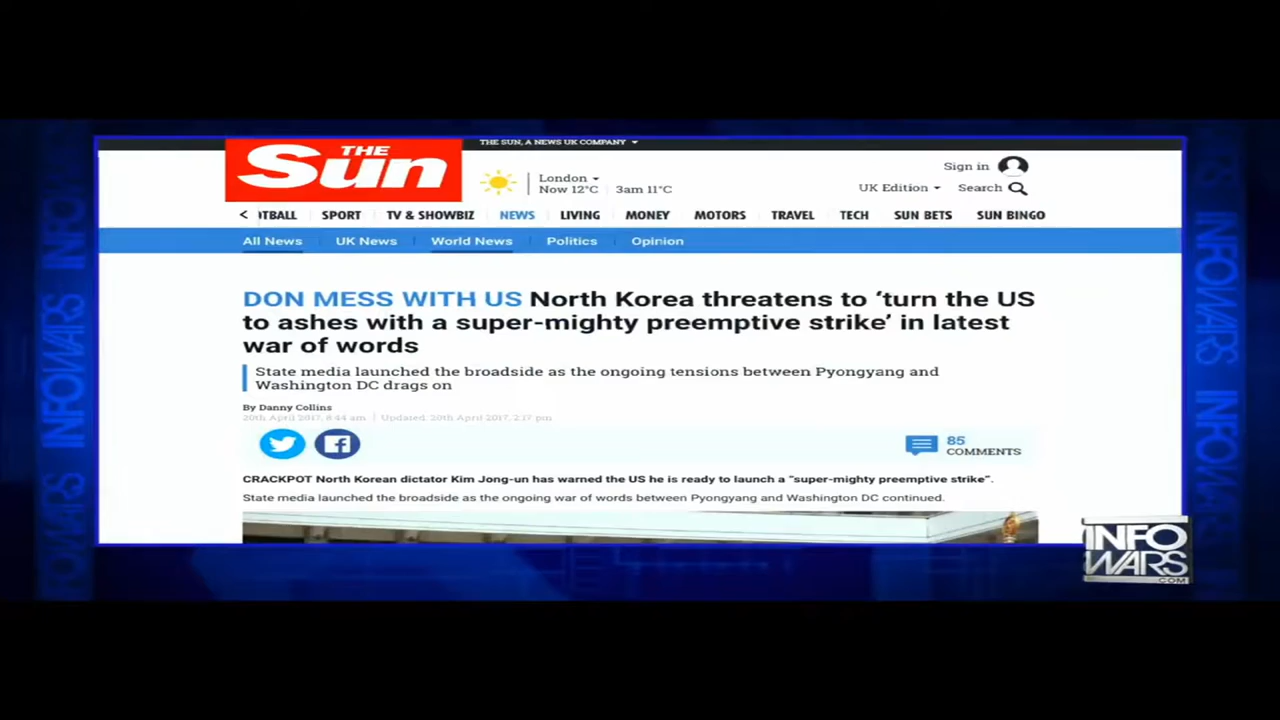 THE SUN, A NEWS UK COMPANY
THE
Sun
London
Now 12°C 3am 11°C
Sign in
UK Edition
Search
< OTBALL SPORT TV & SHOWBIZ NEWS LIVING MONEY MOTORS TRAVEL TECH SUN BETS SUN BINGO
All News UK News World News Politics Opinion
DON MESS WITH US North Korea threatens to ‘turn the US
to ashes with a super-mighty preemptive strike’ in latest
war of words
State media launched the broadside as the ongoing tensions between Pyongyang and
Washington DC drags on
By Danny Collins
20th April 2017, 8:44 am | Updated: 20th April 2017, 2:17 pm
85
COMMENTS
CRACKPOT North Korean dictator Kim Jong-un has warned the US he is ready to launch a “super-mighty preemptive strike”.
State media launched the broadside as the ongoing war of words between Pyongyang and Washington DC continued.
INFOWARS
INFOWARS
INFO
WARS
.COM